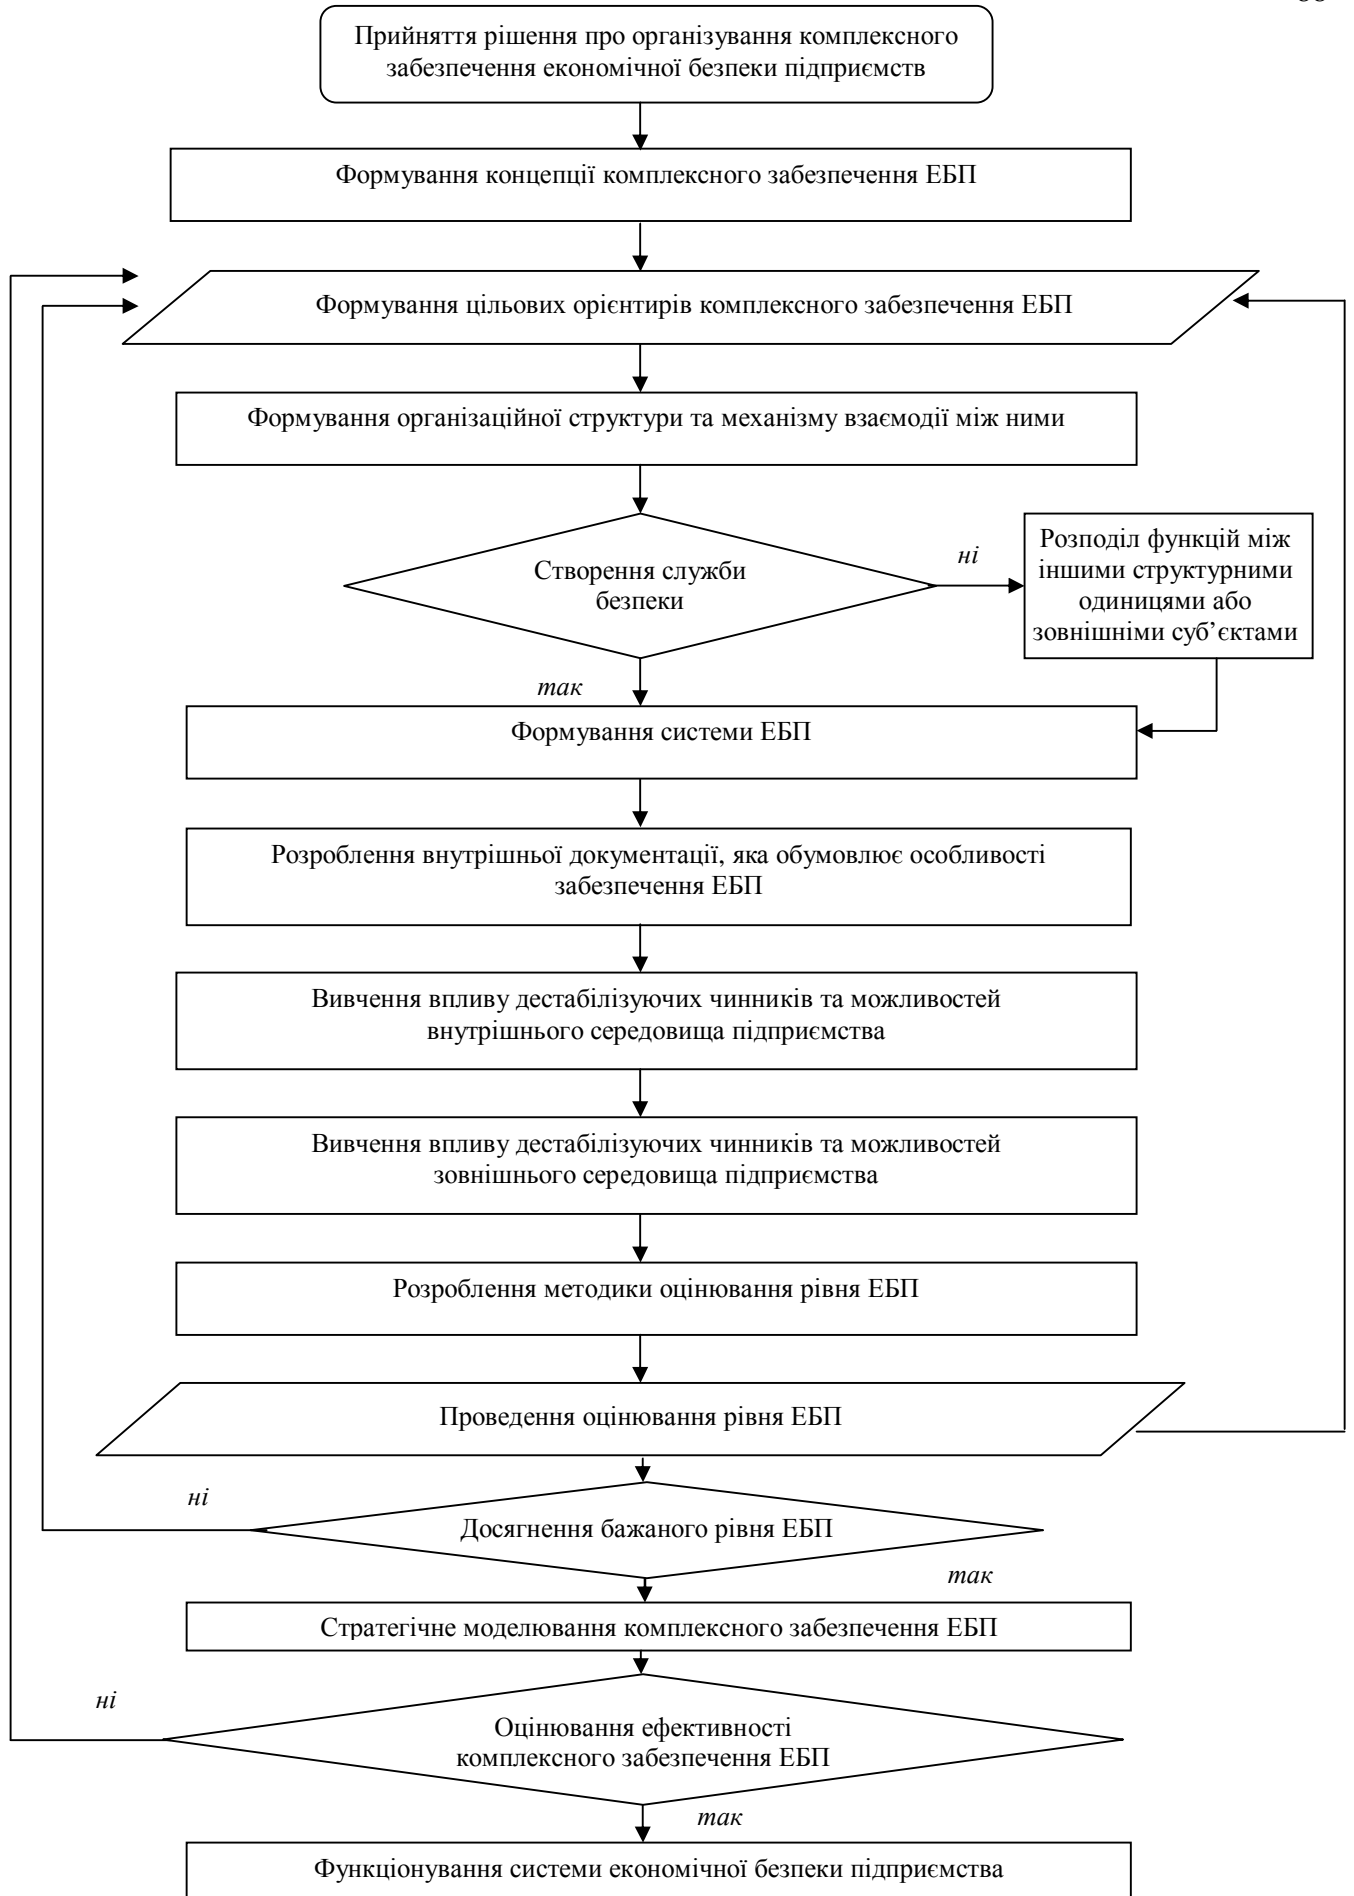 Прийняття рішення про організування комплексного
забезпечення економічної безпеки підприємств
Формування концепції комплексного забезпечення ЕБП
Формування цільових орієнтирів комплексного забезпечення ЕБП
Формування організаційної структури та механізму взаємодії між ними
Створення служби
безпеки
ні
Розподіл функцій між
іншими структурними
одиницями або
зовнішніми суб’єктами
так
Формування системи ЕБП
Розроблення внутрішньої документації, яка обумовлює особливості
забезпечення ЕБП
Вивчення впливу дестабілізуючих чинників та можливостей
внутрішнього середовища підприємства
Вивчення впливу дестабілізуючих чинників та можливостей
зовнішнього середовища підприємства
Розроблення методики оцінювання рівня ЕБП
Проведення оцінювання рівня ЕБП
ні
Досягнення бажаного рівня ЕБП
так
Стратегічне моделювання комплексного забезпечення ЕБП
ні
Оцінювання ефективності
комплексного забезпечення ЕБП
так
Функціонування системи економічної безпеки підприємства